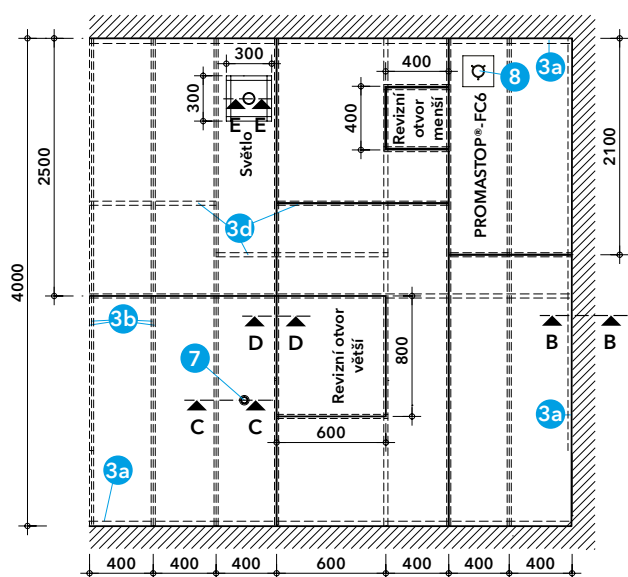 300
400
8
3a
300
400
E E
Světlo
Revizní
otvor
menší
PROMASTOP®-FC6
2100
2500
4000
3d
3b
D D
B B
7
Revizní otvor
větší
800
C C
3a
600
3a
400 400 400 600 400 400 400